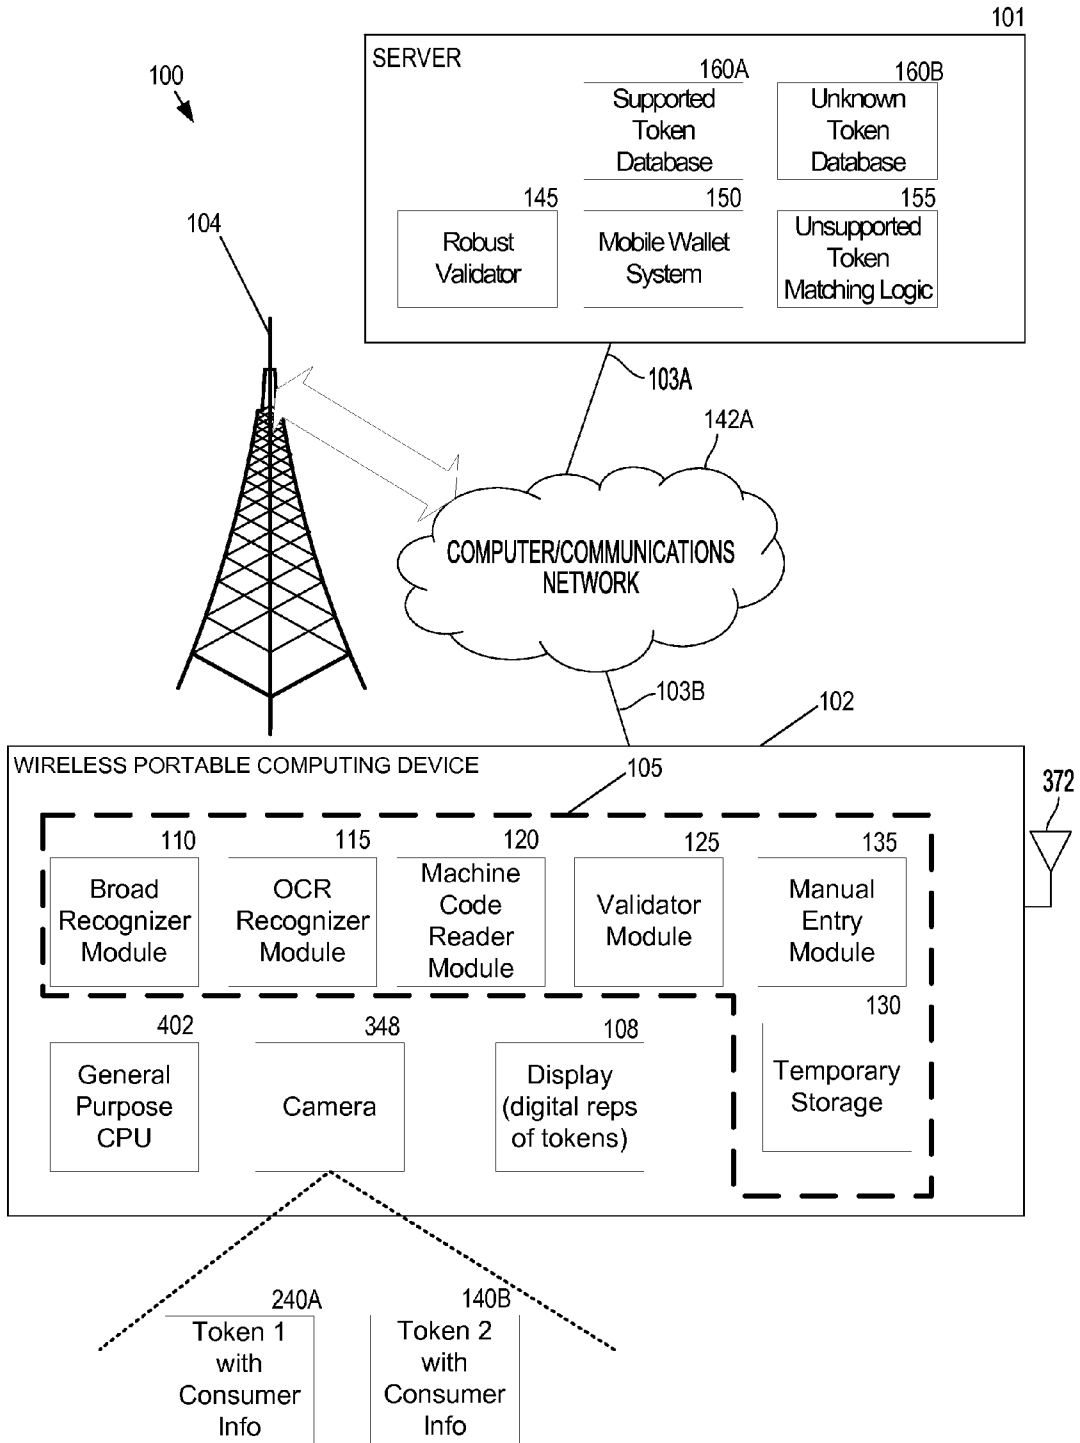 101
SERVER
100
160A
Supported
Token
Database
160B
Unknown
Token
Database
104
145
Robust
Validator
150
Mobile Wallet
System
155
Unsupported
Token
Matching Logic
103A
142A
COMPUTER/COMMUNICATIONS
NETWORK
103B
102
WIRELESS PORTABLE COMPUTING DEVICE
105
372
110
Broad
Recognizer
Module
115
OCR
Recognizer
Module
120
Machine
Code
Reader
Module
125
Validator
Module
135
Manual
Entry
Module
402
General
Purpose
CPU
348
Camera
108
Display
(digital reps
of tokens)
130
Temporary
Storage
240A
Token 1
with
Consumer
Info
140B
Token 2
with
Consumer
Info